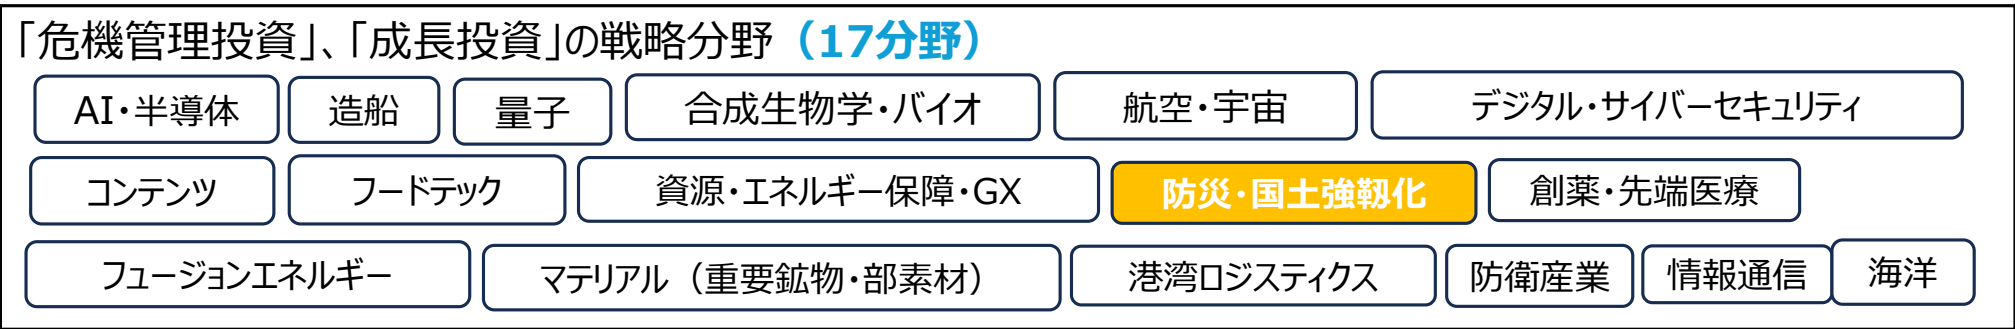 「危機管理投資」、「成長投資」の戦略分野（17分野）
AI・半導体 造船 量子 合成生物学・バイオ 航空・宇宙 デジタル・サイバーセキュリティ
コンテンツ フードテック 資源・エネルギー保障・GX 防災・国土強靱化 創薬・先端医療
フュージョンエネルギー マテリアル（重要鉱物・部素材） 港湾ロジスティクス 防衛産業 情報通信 海洋